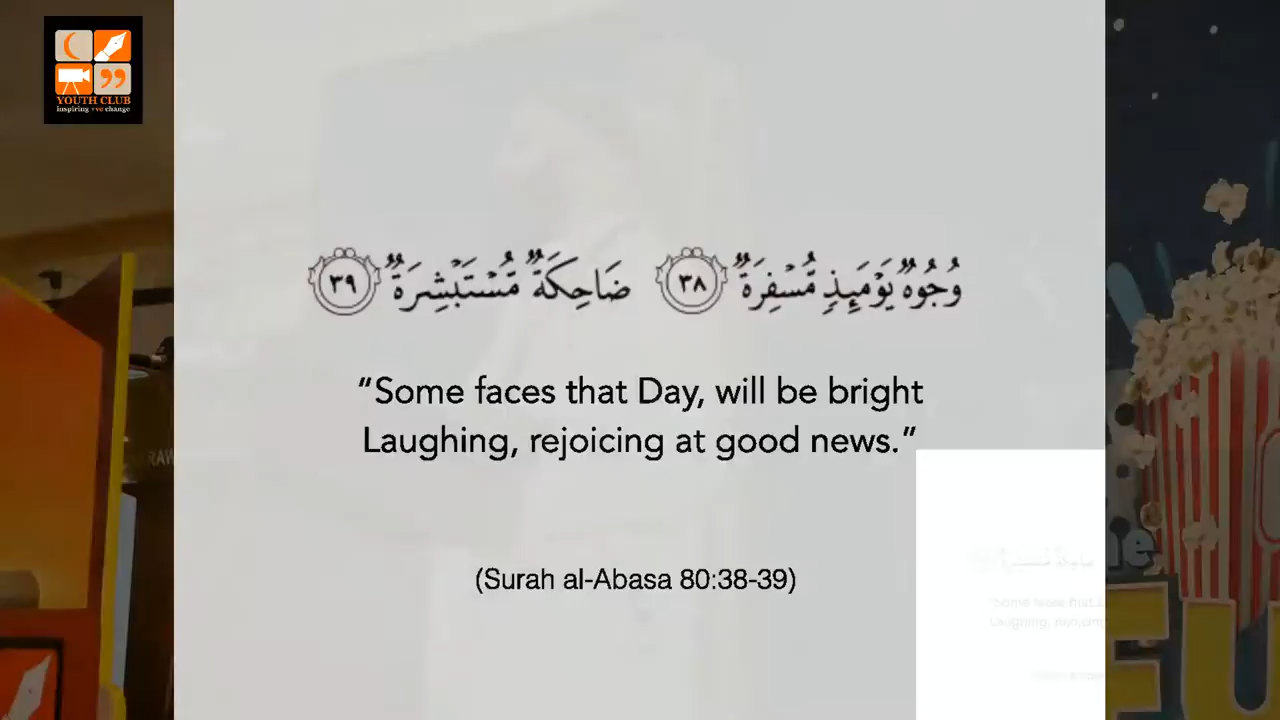 YOUTH CLUB
inspiring +ve change
وُجُوهٌ يَوْمَئِذٍ مُّسْفِرَةٌ ٣٨ ضَاحِكَةٌ مُّسْتَبْشِرَةٌ ٣٩
“Some faces that Day, will be bright
Laughing, rejoicing at good news.”
(Surah al-Abasa 80:38-39)